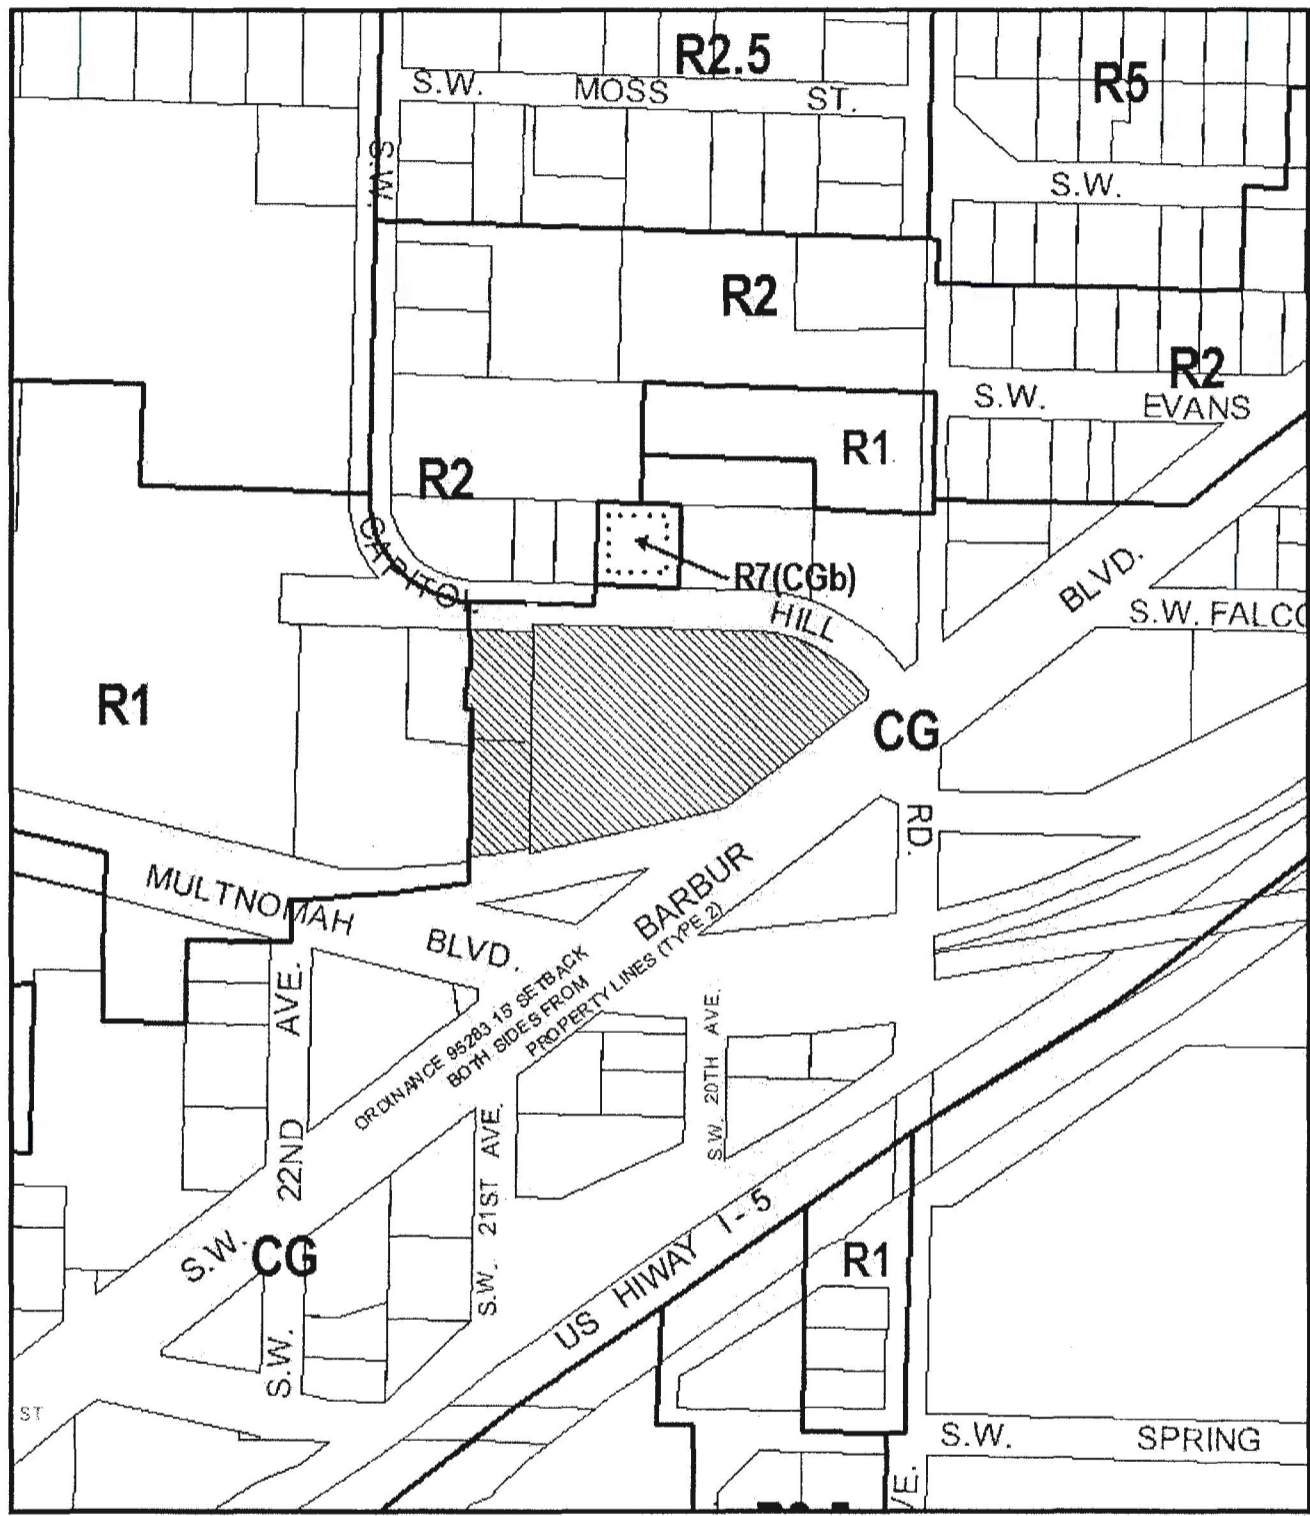 R2.5
R5
S.W. MOSS ST.
S.W.
S.W.
R2
R2
S.W. EVANS
R1
R2
CAPITOL
R7(CGb)
HILL
BLVD.
S.W. FALCO
R1
CG
RD.
MULTNOMAH
BLVD.
BARBUR
ORDINANCE 95283 15' SETBACK
BOTH SIDES FROM
PROPERTY LINES (TYPE 2)
AVE.
22ND
S.W.
S.W. 20TH AVE.
S.W. 21ST AVE.
S.W.
CG
US HIWAY I-5
R1
ST
S.W. SPRING
VE.